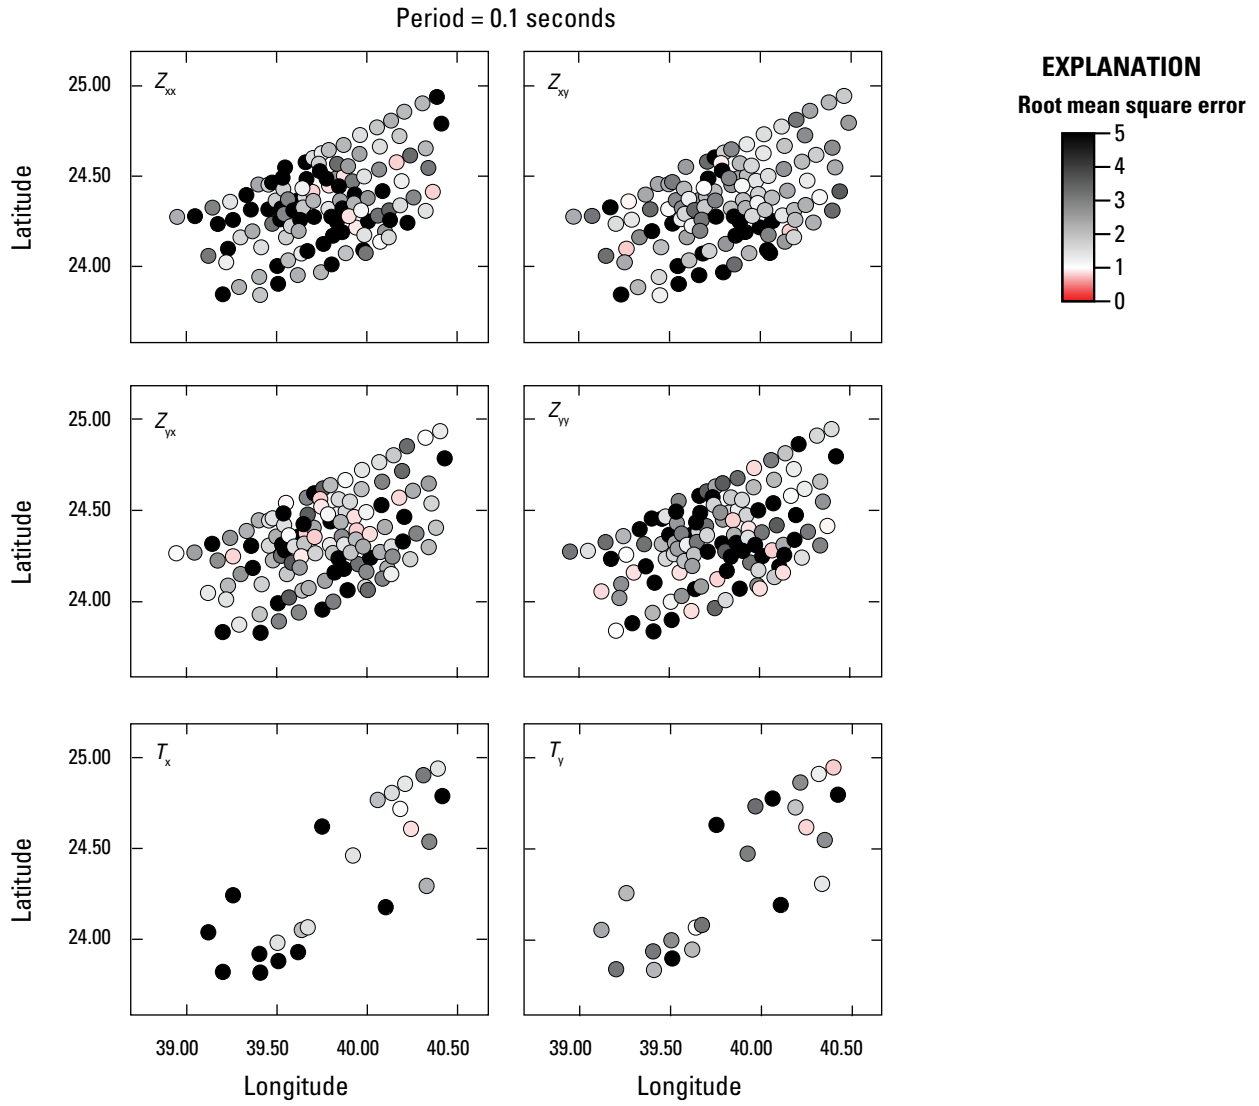 Period = 0.1 seconds
Zxx
Zxy
25.00
24.50
24.00
Latitude
EXPLANATION
Root mean square error
5
4
3
2
1
0
Zyx
Zyy
25.00
24.50
24.00
Latitude
Tx
Ty
25.00
24.50
24.00
Latitude
39.00 39.50 40.00 40.50
39.00 39.50 40.00 40.50
Longitude
Longitude